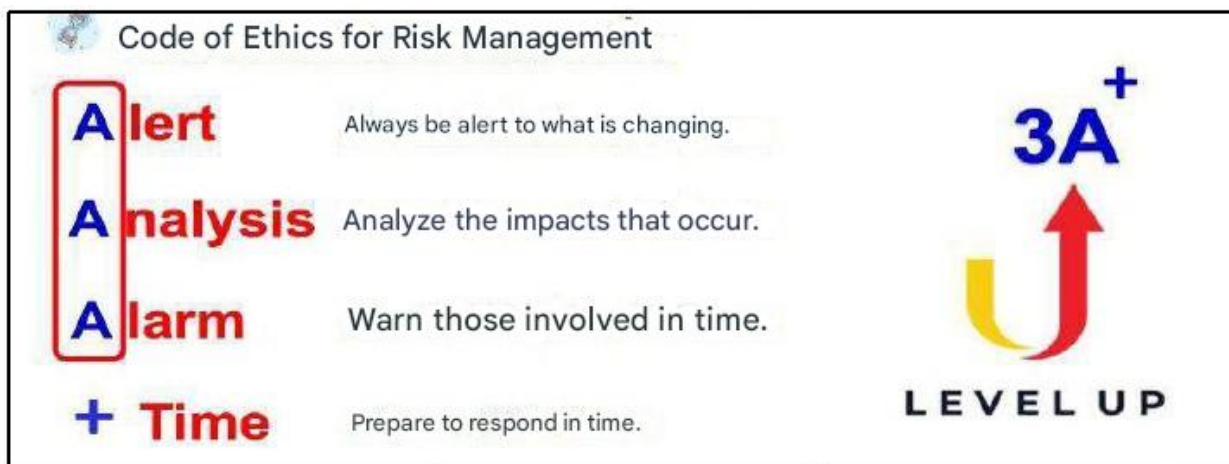 Code of Ethics for Risk Management
Alert Always be alert to what is changing.
Analysis Analyze the impacts that occur.
Alarm Warn those involved in time.
+ Time Prepare to respond in time.
3A+
LEVEL UP